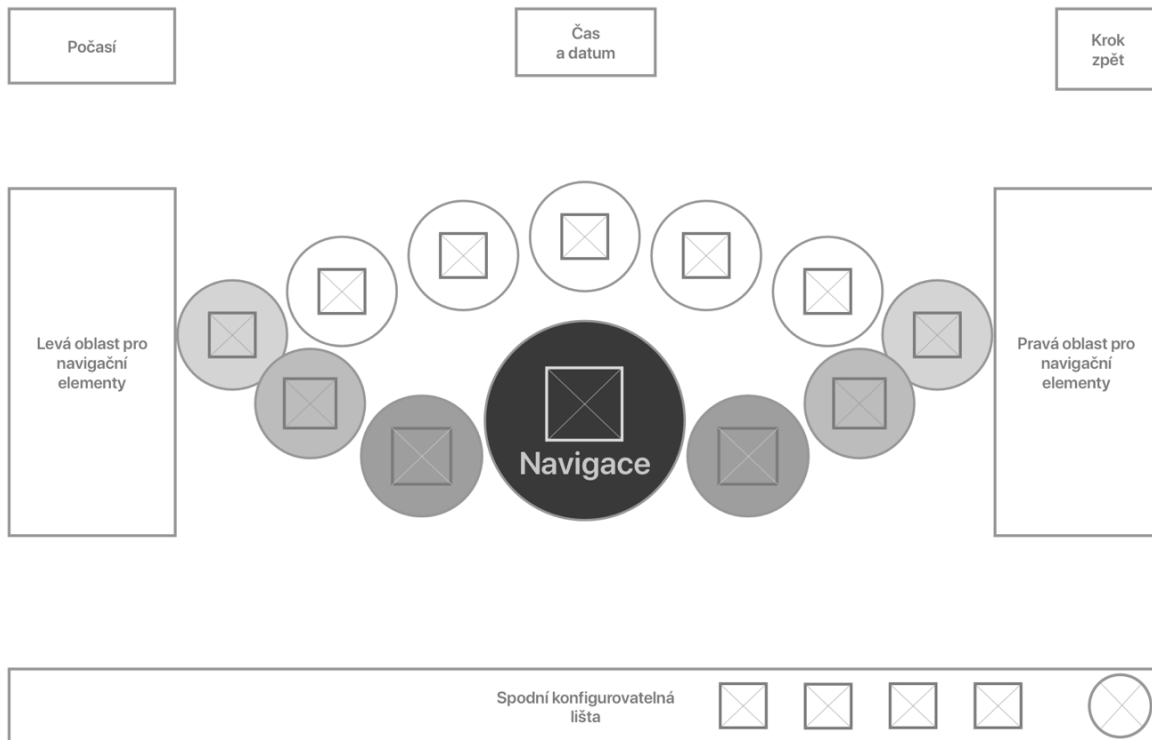 Počasí
Čas
a datum
Krok
zpět
Levá oblast pro
navigační
elementy
Navigace
Pravá oblast pro
navigační
elementy
Spodní konfigurovatelná
lišta